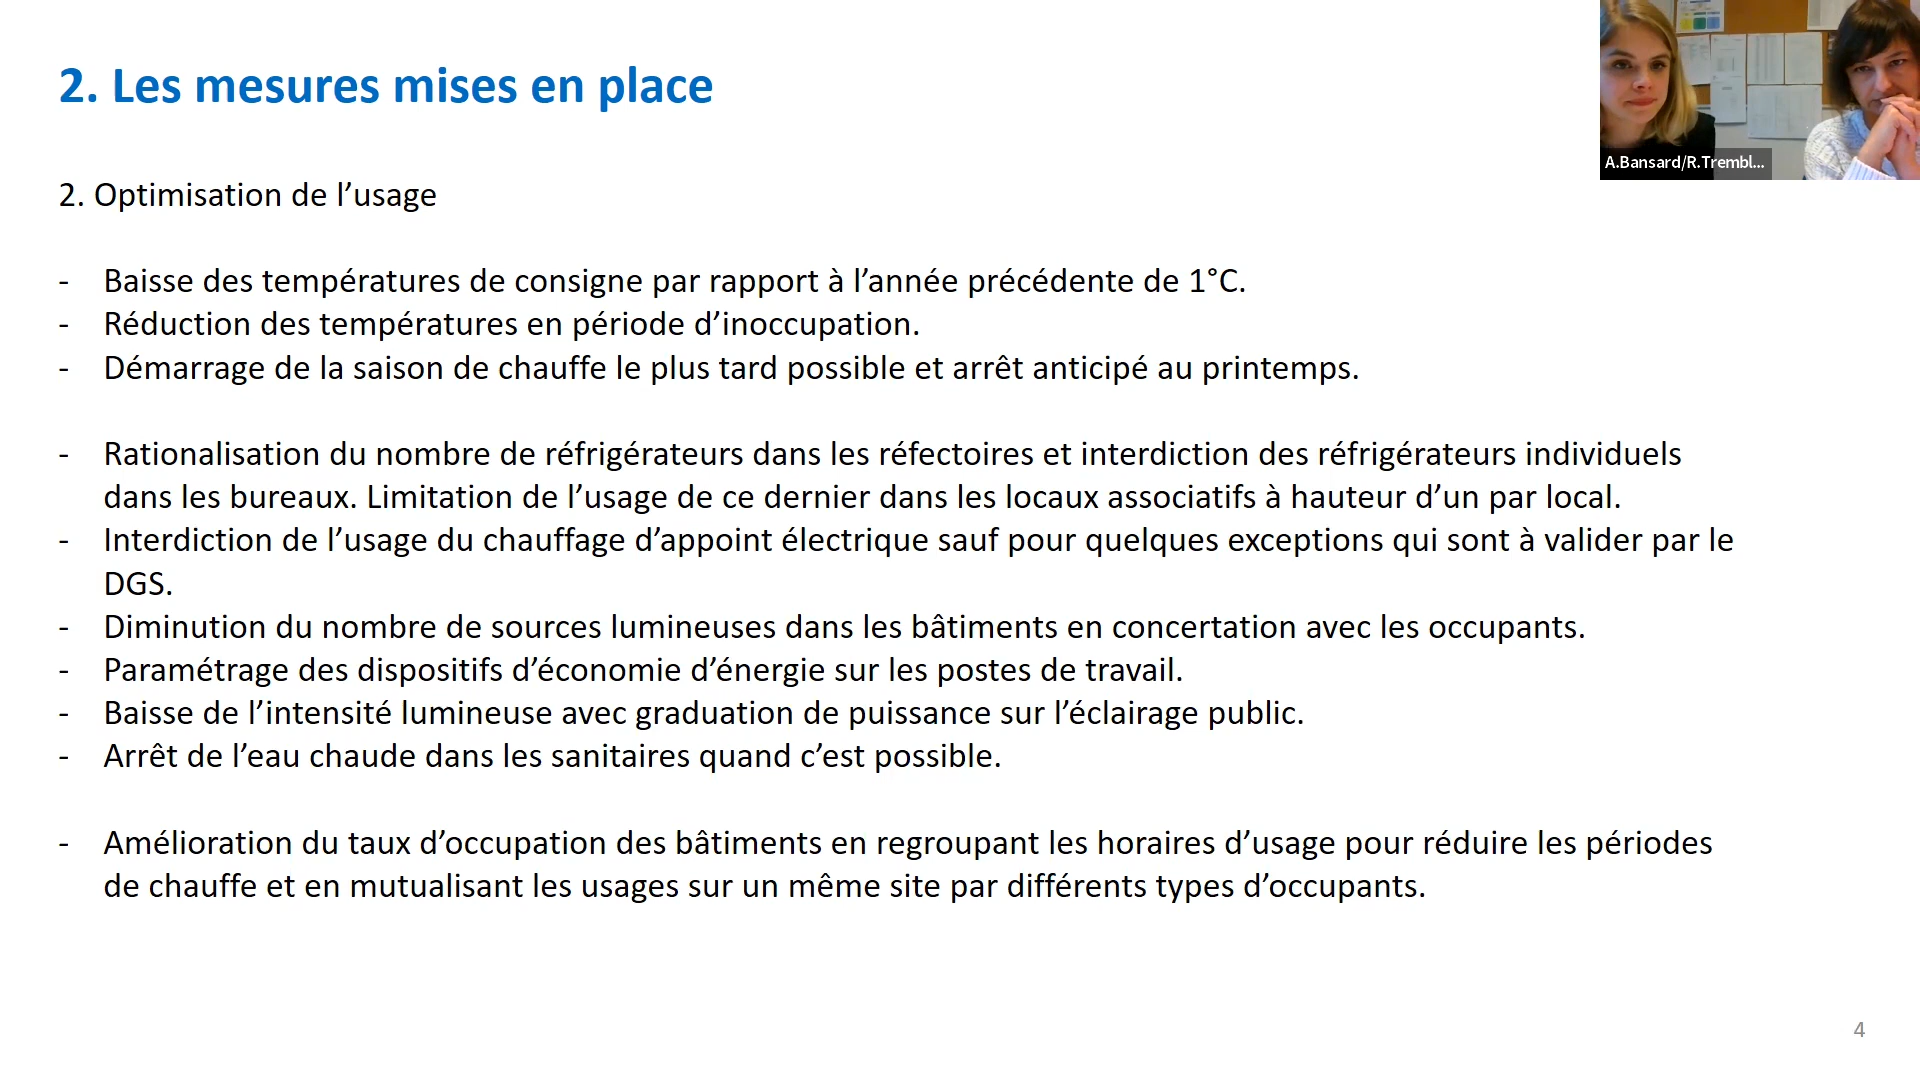 2. Les mesures mises en place
A.Bansard/R.Trembl...
2. Optimisation de l’usage
- Baisse des températures de consigne par rapport à l’année précédente de 1°C.
- Réduction des températures en période d’inoccupation.
- Démarrage de la saison de chauffe le plus tard possible et arrêt anticipé au printemps.
- Rationalisation du nombre de réfrigérateurs dans les réfectoires et interdiction des réfrigérateurs individuels
dans les bureaux. Limitation de l’usage de ce dernier dans les locaux associatifs à hauteur d’un par local.
- Interdiction de l’usage du chauffage d’appoint électrique sauf pour quelques exceptions qui sont à valider par le
DGS.
- Diminution du nombre de sources lumineuses dans les bâtiments en concertation avec les occupants.
- Paramétrage des dispositifs d’économie d’énergie sur les postes de travail.
- Baisse de l’intensité lumineuse avec graduation de puissance sur l’éclairage public.
- Arrêt de l’eau chaude dans les sanitaires quand c’est possible.
- Amélioration du taux d’occupation des bâtiments en regroupant les horaires d’usage pour réduire les périodes
de chauffe et en mutualisant les usages sur un même site par différents types d’occupants.
4